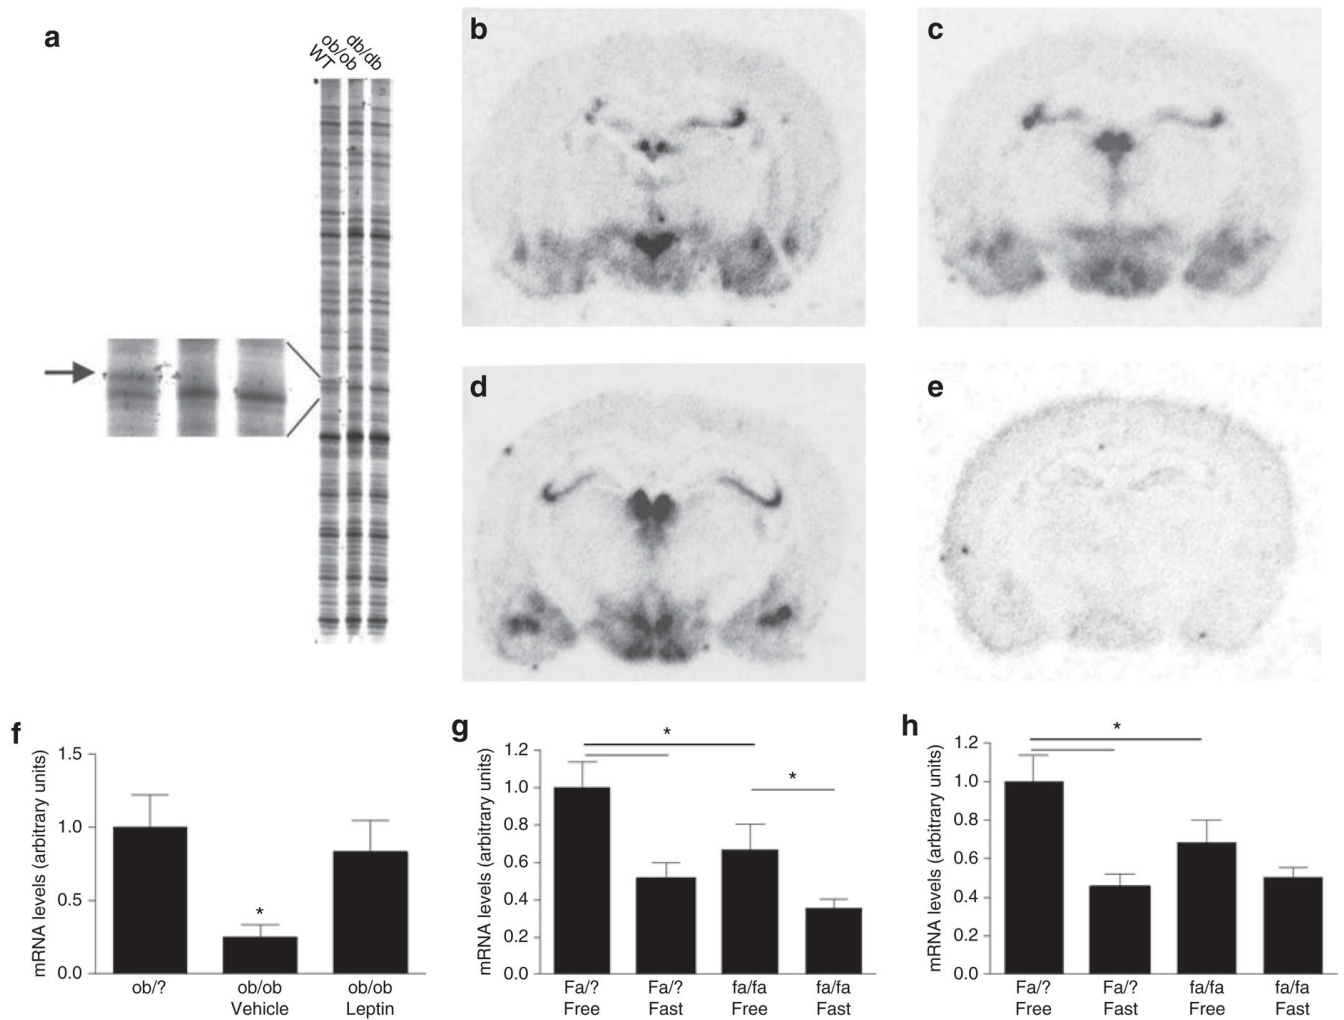 a
WT
ob/ob
db/db
b
c
d
e
f
mRNA levels (arbitrary units)
1.5
1.0
0.5
0.0
*
ob/?
ob/ob
Vehicle
ob/ob
Leptin
g
mRNA levels (arbitrary units)
1.2
1.0
0.8
0.6
0.4
0.2
0.0
*
*
Fa/?
Free
Fa/?
Fast
fa/fa
Free
fa/fa
Fast
h
mRNA levels (arbitrary units)
1.2
1.0
0.8
0.6
0.4
0.2
0.0
*
Fa/?
Free
Fa/?
Fast
fa/fa
Free
fa/fa
Fast